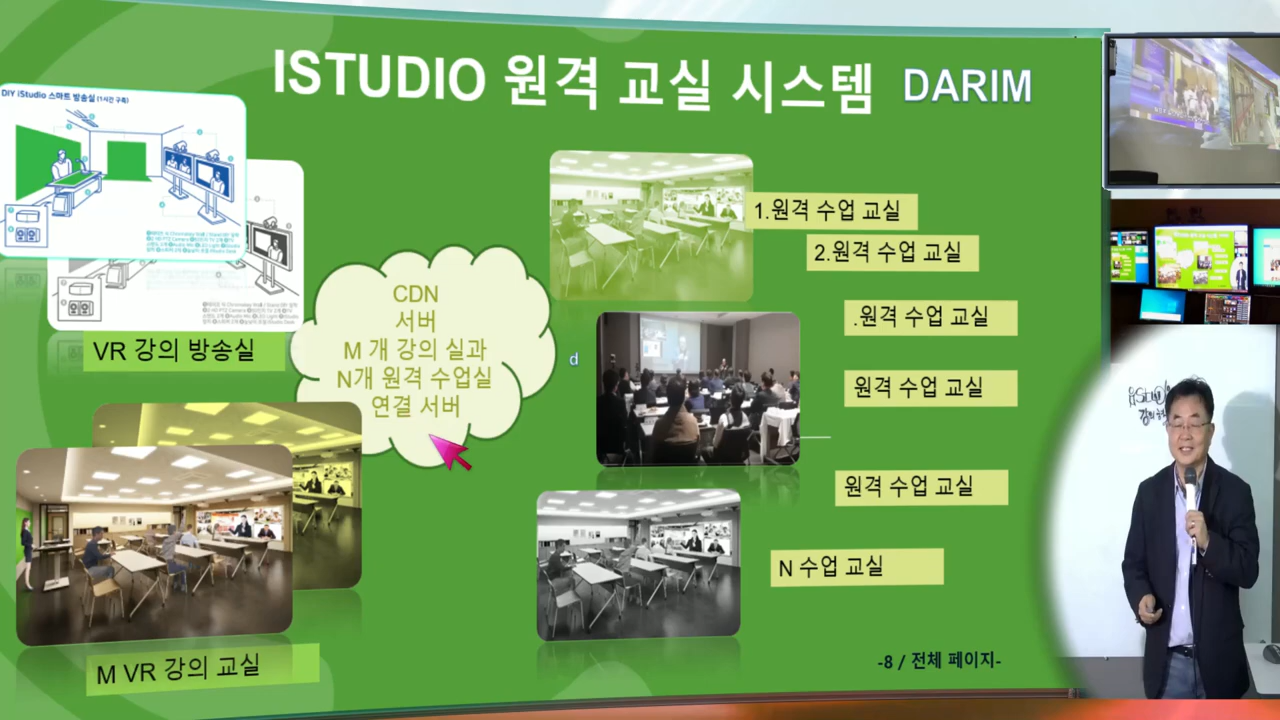 ISTUDIO 원격 교실 시스템 DARIM
DIY iStudio 스마트 방송실 (1시간 구축)
VR 강의 방송실
CDN
서버
M 개 강의 실과
N개 원격 수업실
연결 서버
d
1.원격 수업 교실
2.원격 수업 교실
.원격 수업 교실
원격 수업 교실
원격 수업 교실
N 수업 교실
M VR 강의 교실
-8 / 전체 페이지-